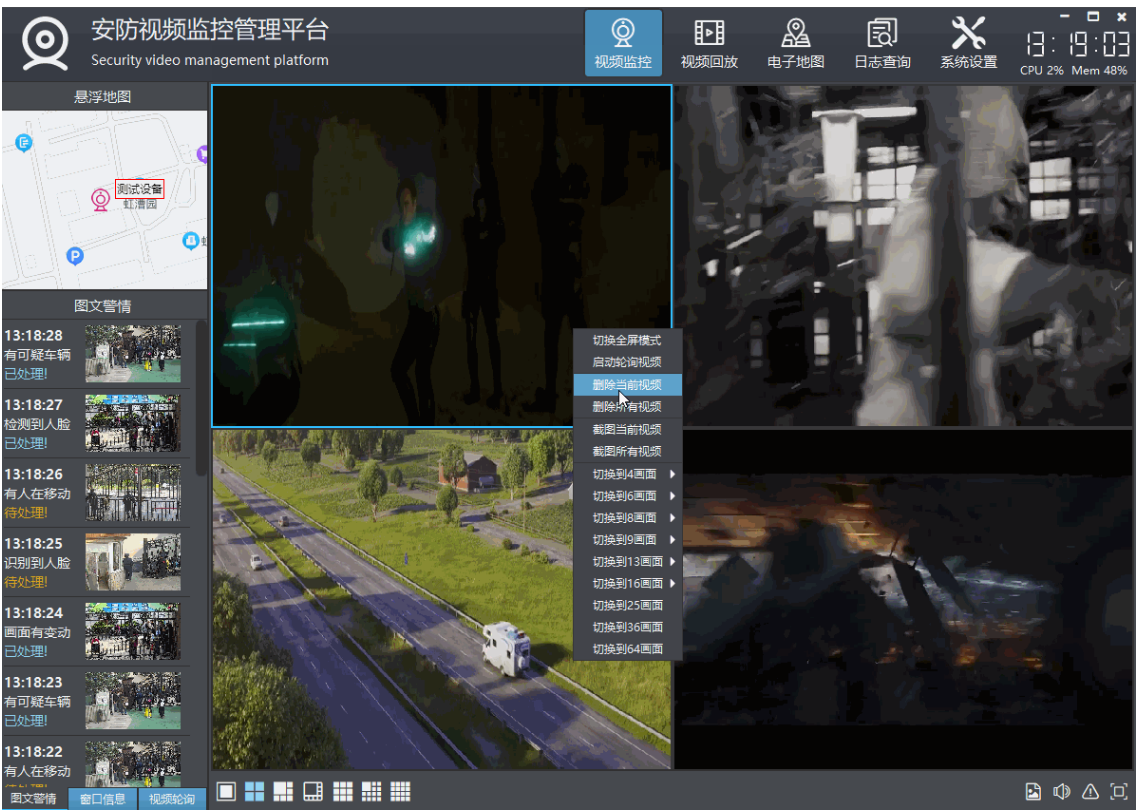 安防视频监控管理平台
Security video management platform
视频监控
视频回放
电子地图
日志查询
系统设置
13:19:03
CPU 2% Mem 48%
悬浮地图
测试设备
虹漕园
P
虹
图文警情
13:18:28
有可疑车辆
已处理!
13:18:27
检测到人脸
已处理!
13:18:26
有人在移动
待处理!
13:18:25
识别到人脸
待处理!
13:18:24
画面有变动
已处理!
13:18:23
有可疑车辆
已处理!
13:18:22
有人在移动
图文警情
窗口信息
视频轮询
切换全屏模式
启动轮询视频
删除当前视频
删除所有视频
截图当前视频
截图所有视频
切换到4画面
切换到6画面
切换到8画面
切换到9画面
切换到13画面
切换到16画面
切换到25画面
切换到36画面
切换到64画面